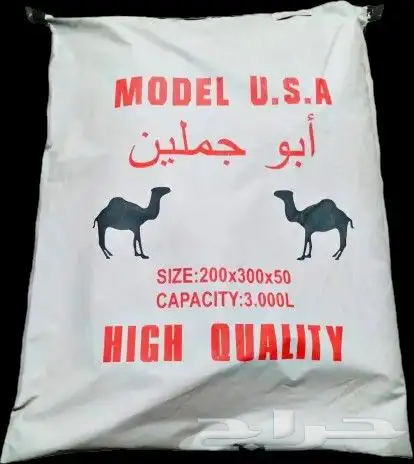 MODEL U.S.A
أبو جملين
SIZE:200x300x50
CAPACITY:3.000L
HIGH QUALITY
حراج